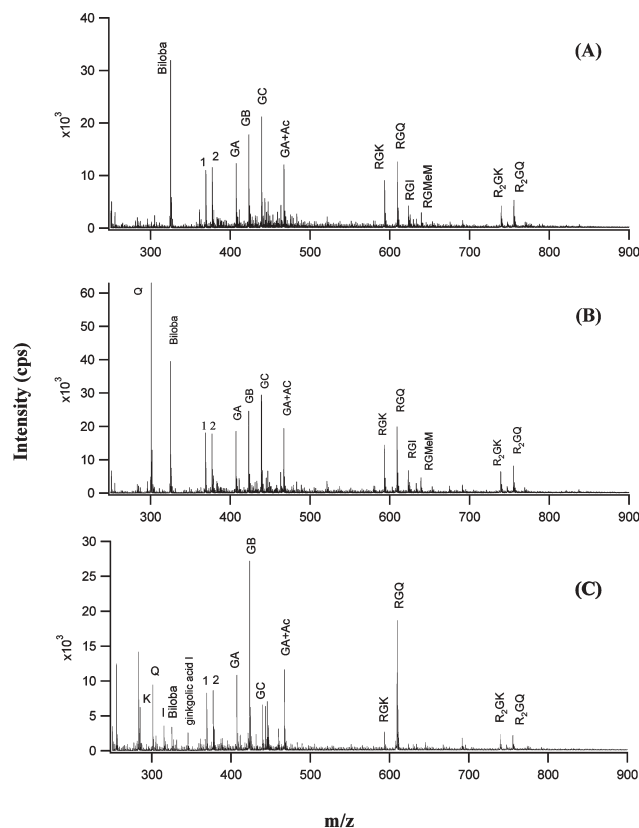 (A)
Intensity (cps)
x10³
40
30
20
10
0
Biloba
1
2
GA
GB
GC
GA+Ac
RGK
RGQ
RGI
RGMeM
R₂GK
R₂GQ
300 400 500 600 700 800 900
(B)
x10³
60
50
40
30
20
10
0
Q
Biloba
1 2
GA
GB
GC
GA+Ac
RGK
RGQ
RGI
RGMeM
R₂GK
R₂GQ
300 400 500 600 700 800 900
(C)
x10³
30
25
20
15
10
5
0
K
Q
I
Biloba
ginkgolic acid I
1
2
GA
GB
GC
GA+Ac
RGK
RGQ
R₂GK
R₂GQ
300 400 500 600 700 800 900
m/z